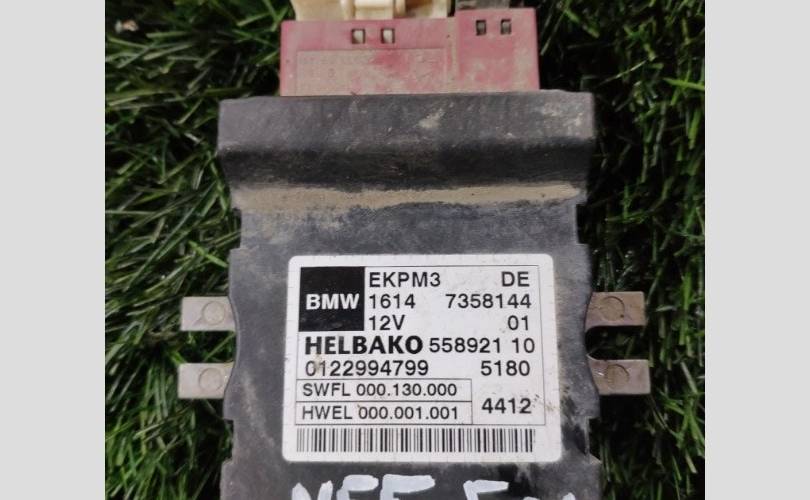 EKPM3 DE
BMW 1614 7358144
12V 01
HELBAKO 558921 10
0122994799 5180
SWFL 000.130.000
HWEL 000.001.001 4412